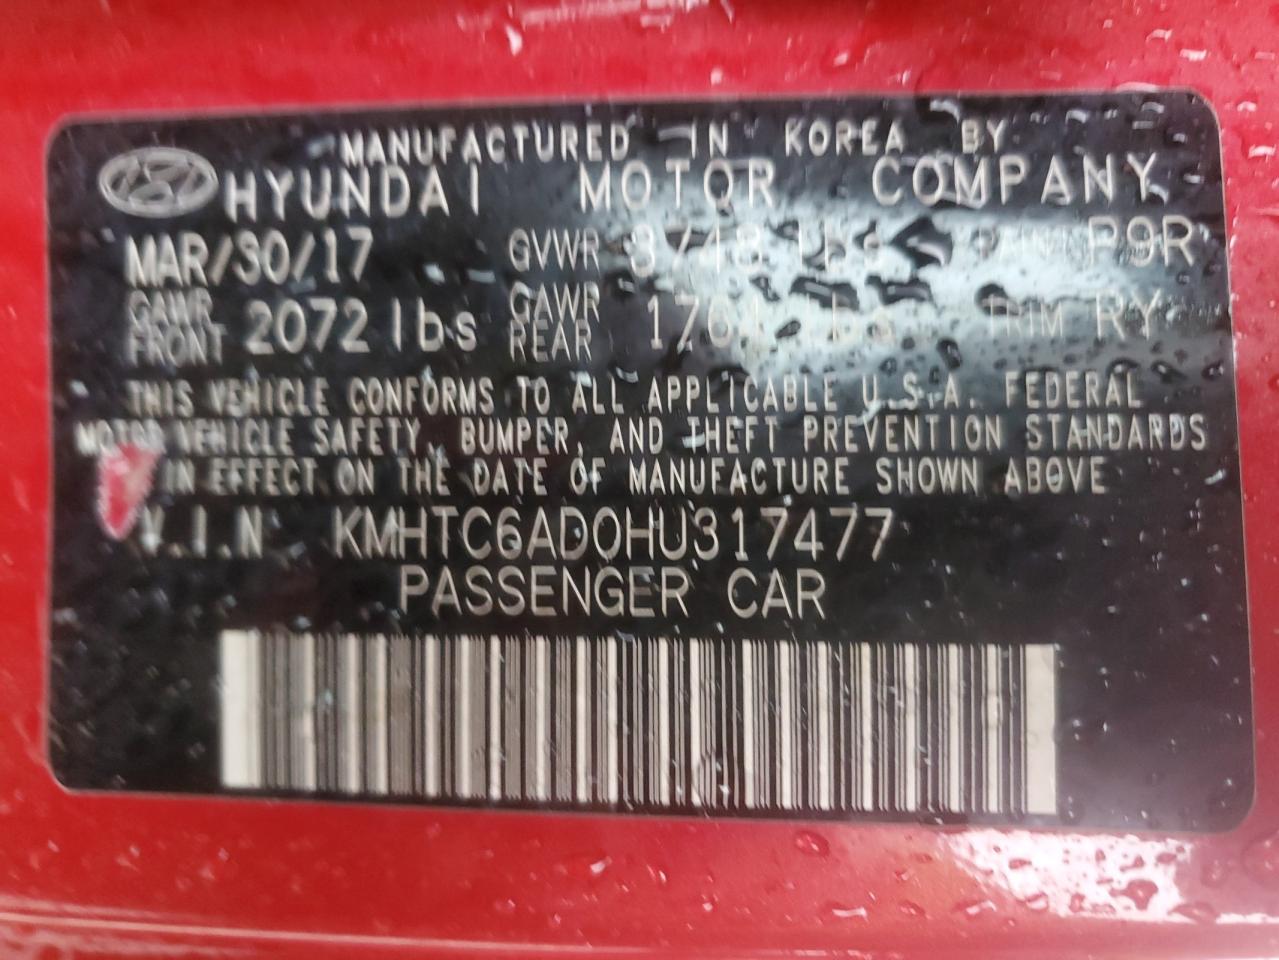 MANUFACTURED IN KOREA BY
HYUNDAI MOTOR COMPANY
MAR/30/17 GVWR 3748 lbs PAINT P9R
GAWR FRONT 2072 lbs GAWR REAR 1764 lbs TRIM RY
THIS VEHICLE CONFORMS TO ALL APPLICABLE U.S.A. FEDERAL
MOTOR VEHICLE SAFETY, BUMPER, AND THEFT PREVENTION STANDARDS
IN EFFECT ON THE DATE OF MANUFACTURE SHOWN ABOVE
V.I.N KMHTC6AD0HU317477
PASSENGER CAR